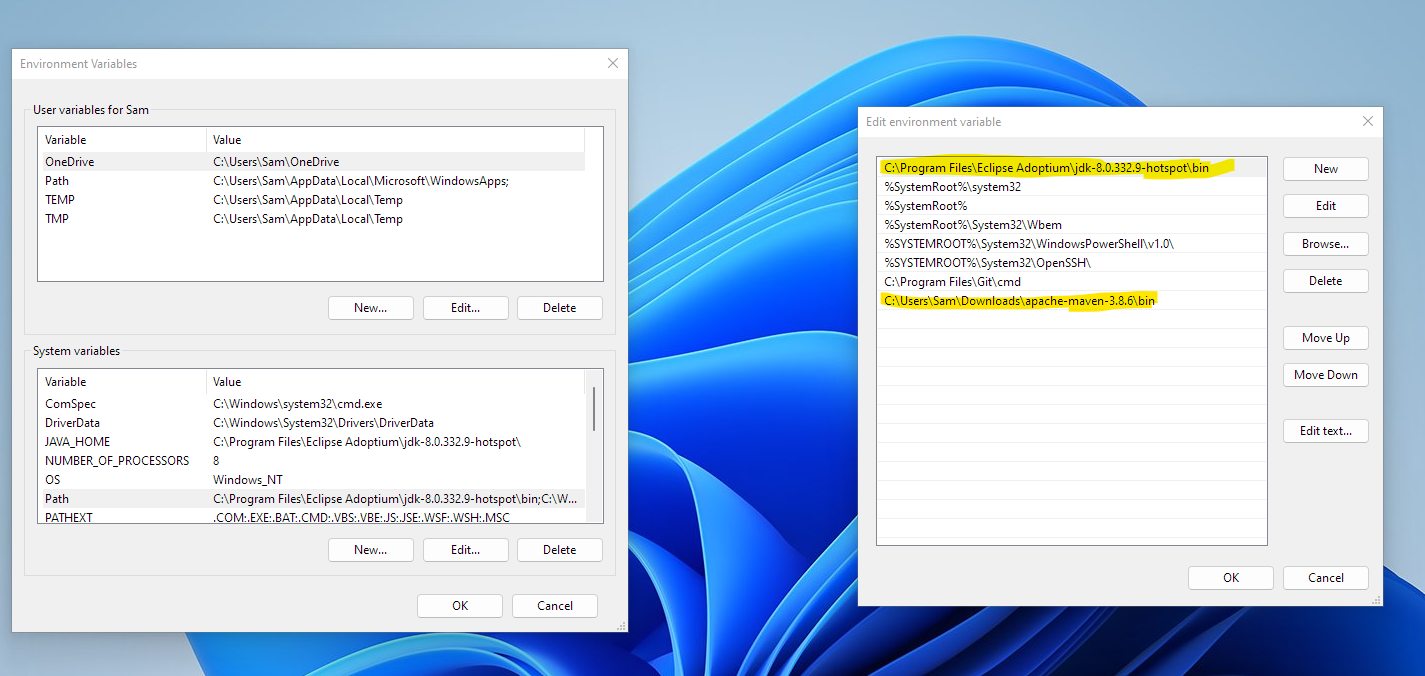 Environment Variables
User variables for Sam
Variable Value
OneDrive C:\Users\Sam\OneDrive
Path C:\Users\Sam\AppData\Local\Microsoft\WindowsApps;
TEMP C:\Users\Sam\AppData\Local\Temp
TMP C:\Users\Sam\AppData\Local\Temp
New... Edit... Delete
System variables
Variable Value
ComSpec C:\Windows\system32\cmd.exe
DriverData C:\Windows\System32\Drivers\DriverData
JAVA_HOME C:\Program Files\Eclipse Adoptium\jdk-8.0.332.9-hotspot\
NUMBER_OF_PROCESSORS 8
OS Windows_NT
Path C:\Program Files\Eclipse Adoptium\jdk-8.0.332.9-hotspot\bin;C:\W...
PATHEXT .COM;.EXE;.BAT;.CMD;.VBS;.VBE;.JS;.JSE;.WSF;.WSH;.MSC
New... Edit... Delete
OK Cancel
Edit environment variable
C:\Program Files\Eclipse Adoptium\jdk-8.0.332.9-hotspot\bin
%SystemRoot%\system32
%SystemRoot%
%SystemRoot%\System32\Wbem
%SYSTEMROOT%\System32\WindowsPowerShell\v1.0\
%SYSTEMROOT%\System32\OpenSSH\
C:\Program Files\Git\cmd
C:\Users\Sam\Downloads\apache-maven-3.8.6\bin
New
Edit
Browse...
Delete
Move Up
Move Down
Edit text...
OK Cancel